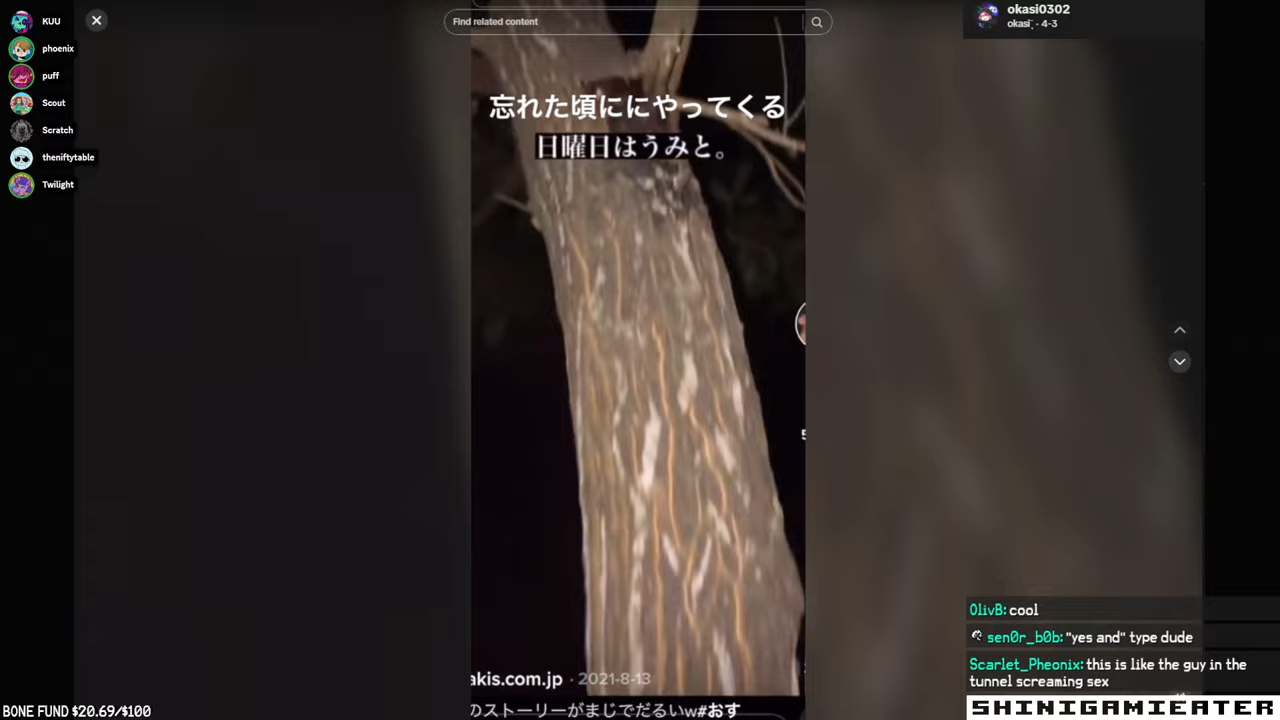 KUU
phoenix
puff
Scout
Scratch
theniftytable
Twilight
Find related content
okasi0302
okasi ̤̮ · 4-3
忘れた頃ににやってくる
日曜日はうみと。
akis.com.jp · 2021-8-13
のストーリーがまじでだるいw#おす
OlivB: cool
sen0r_b0b: "yes and" type dude
Scarlet_Pheonix: this is like the guy in the
tunnel screaming sex
BONE FUND $20.69/$100
SHINIGAMIEATER